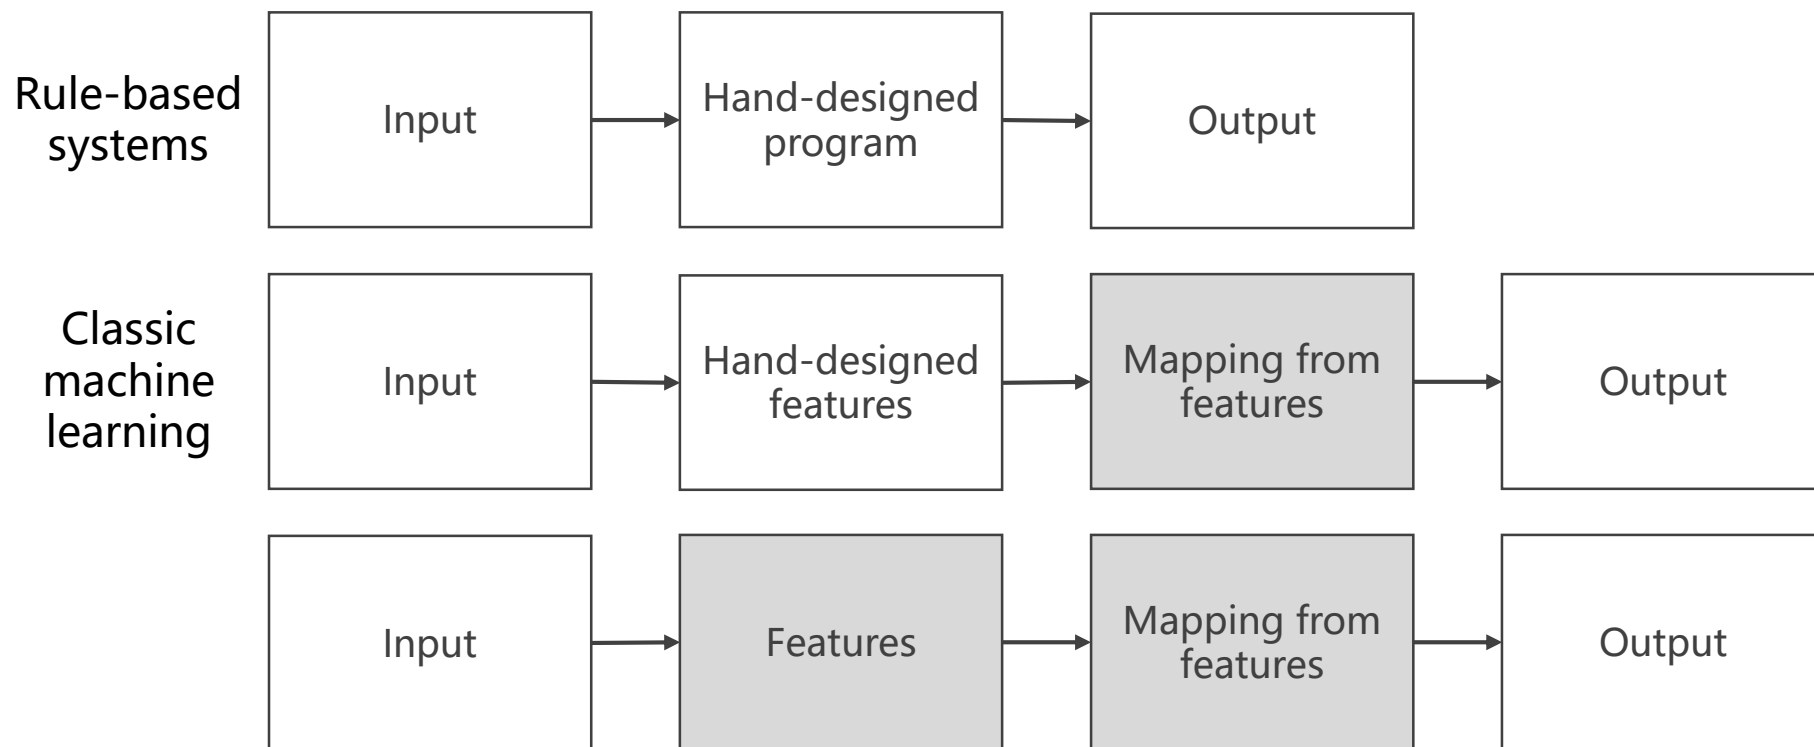 Rule-based
systems
Input
Hand-designed
program
Output
Classic
machine
learning
Input
Hand-designed
features
Mapping from
features
Output
Input
Features
Mapping from
features
Output